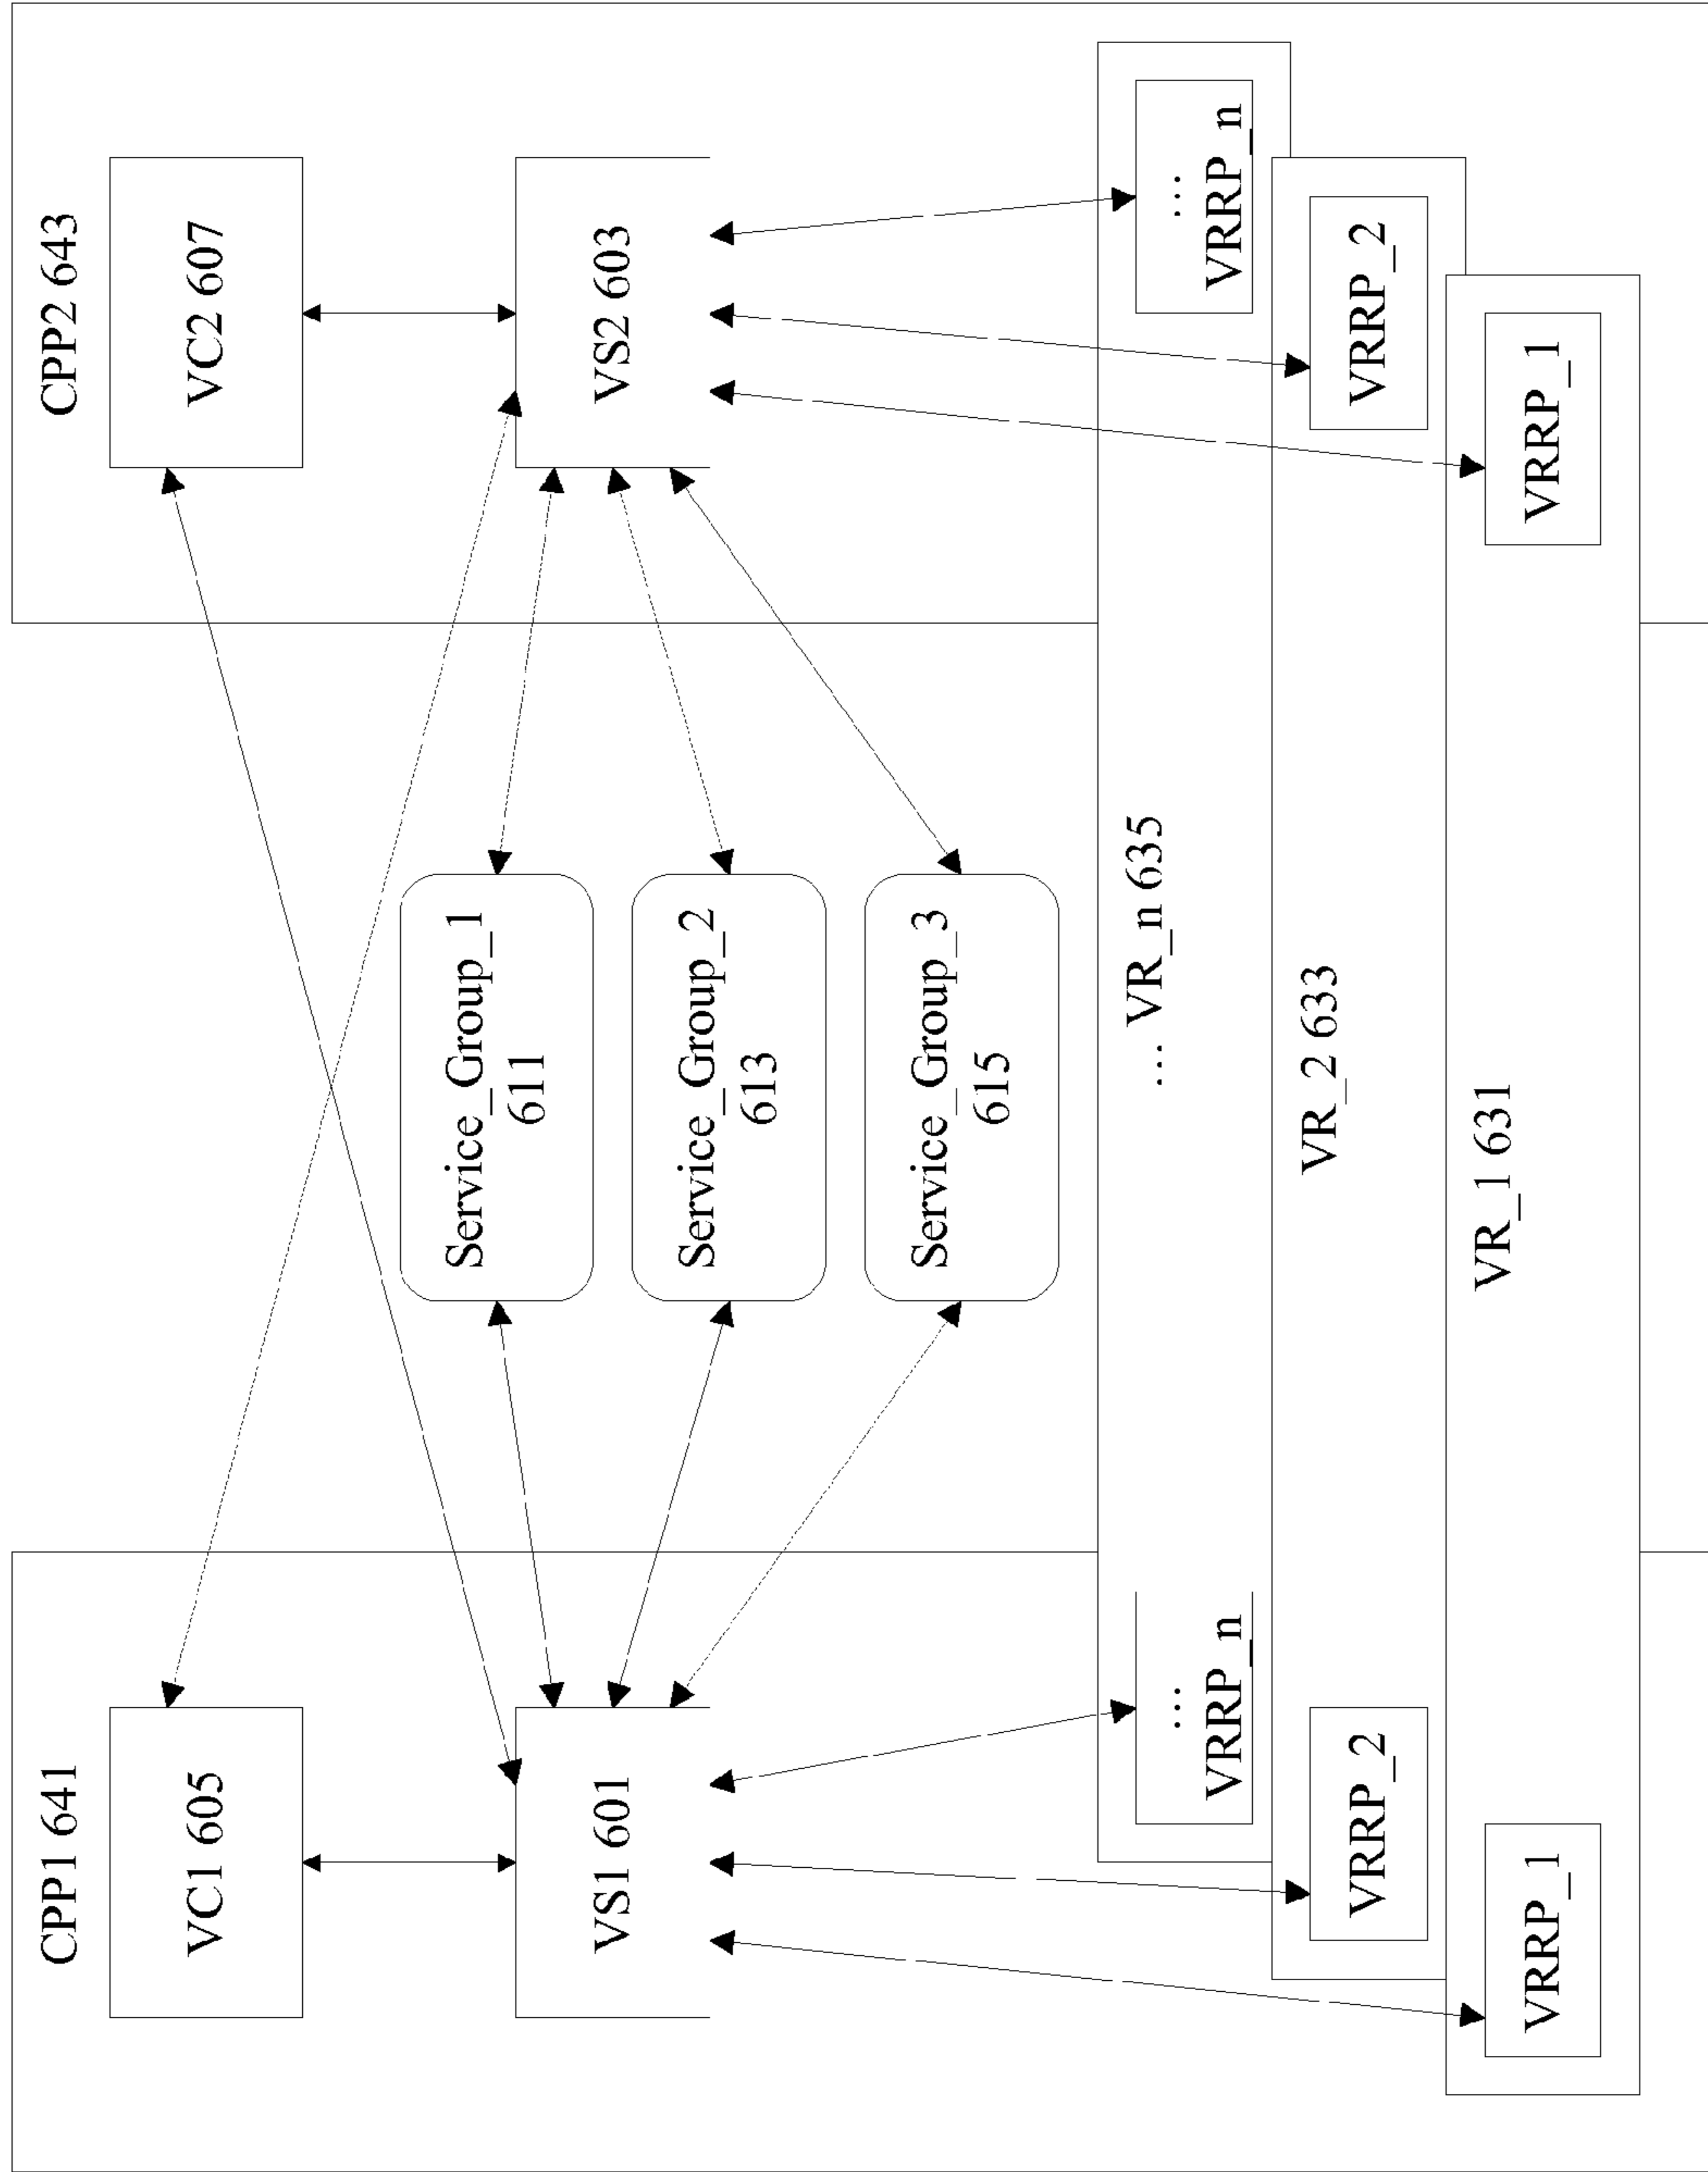 CPP1 641
CPP2 643
VC1 605
VC2 607
Service_Group_1
611
VS1 601
VS2 603
Service_Group_2
613
Service_Group_3
615
… VR_n 635
…
VRRP_n
…
VRRP_n
VR_2 633
VRRP_2
VRRP_2
VR_1 631
VRRP_1
VRRP_1